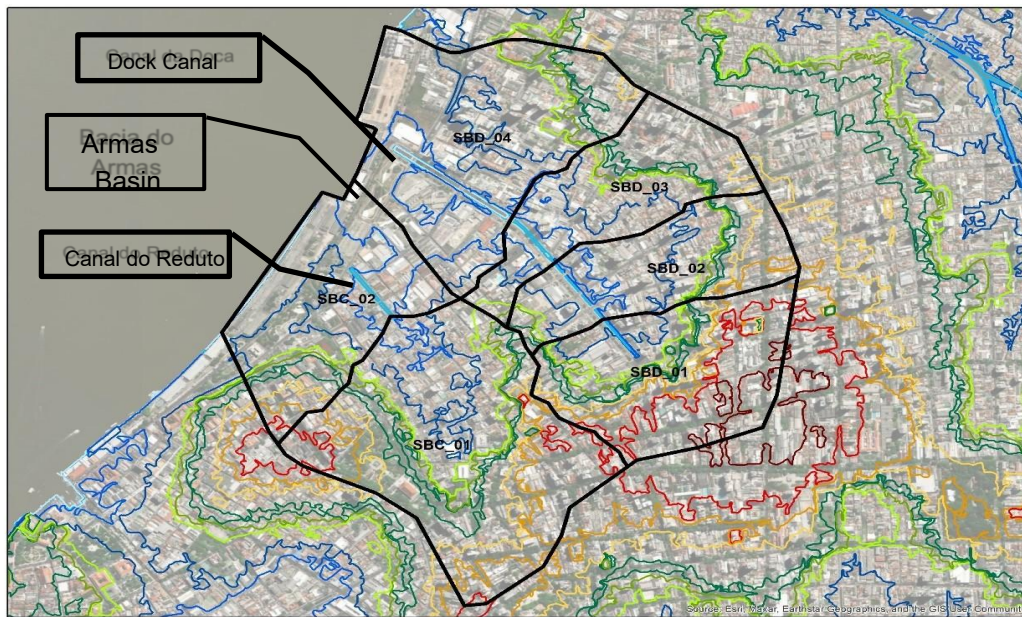 Canal da Doca
Dock Canal
Bacia do
Armas
Armas
Basin
Canal do Reduto
Canal do Reduto
SBD_04
SBD_03
SBD_02
SBC_02
SBD_01
SBC_01
Source: Esri, Maxar, Earthstar Geographics, and the GIS User Communit